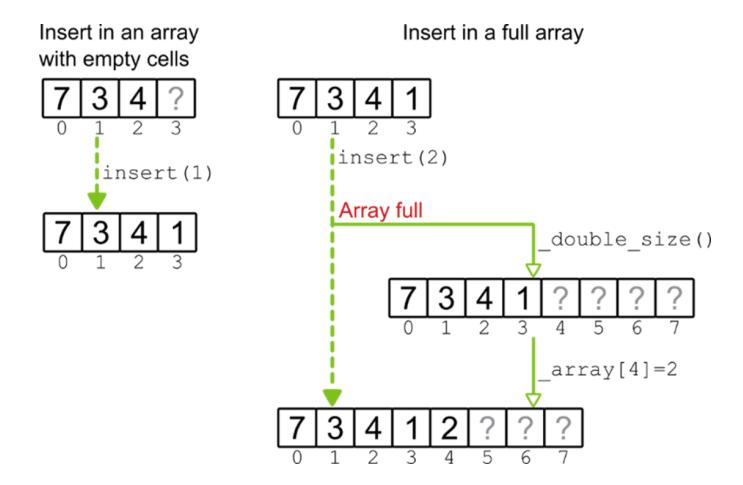 Insert in an array
with empty cells
7 3 4 ?
0 1 2 3
insert(1)
7 3 4 1
0 1 2 3
Insert in a full array
7 3 4 1
0 1 2 3
insert(2)
Array full
_double_size()
7 3 4 1 ? ? ? ?
0 1 2 3 4 5 6 7
_array[4]=2
7 3 4 1 2 ? ? ?
0 1 2 3 4 5 6 7